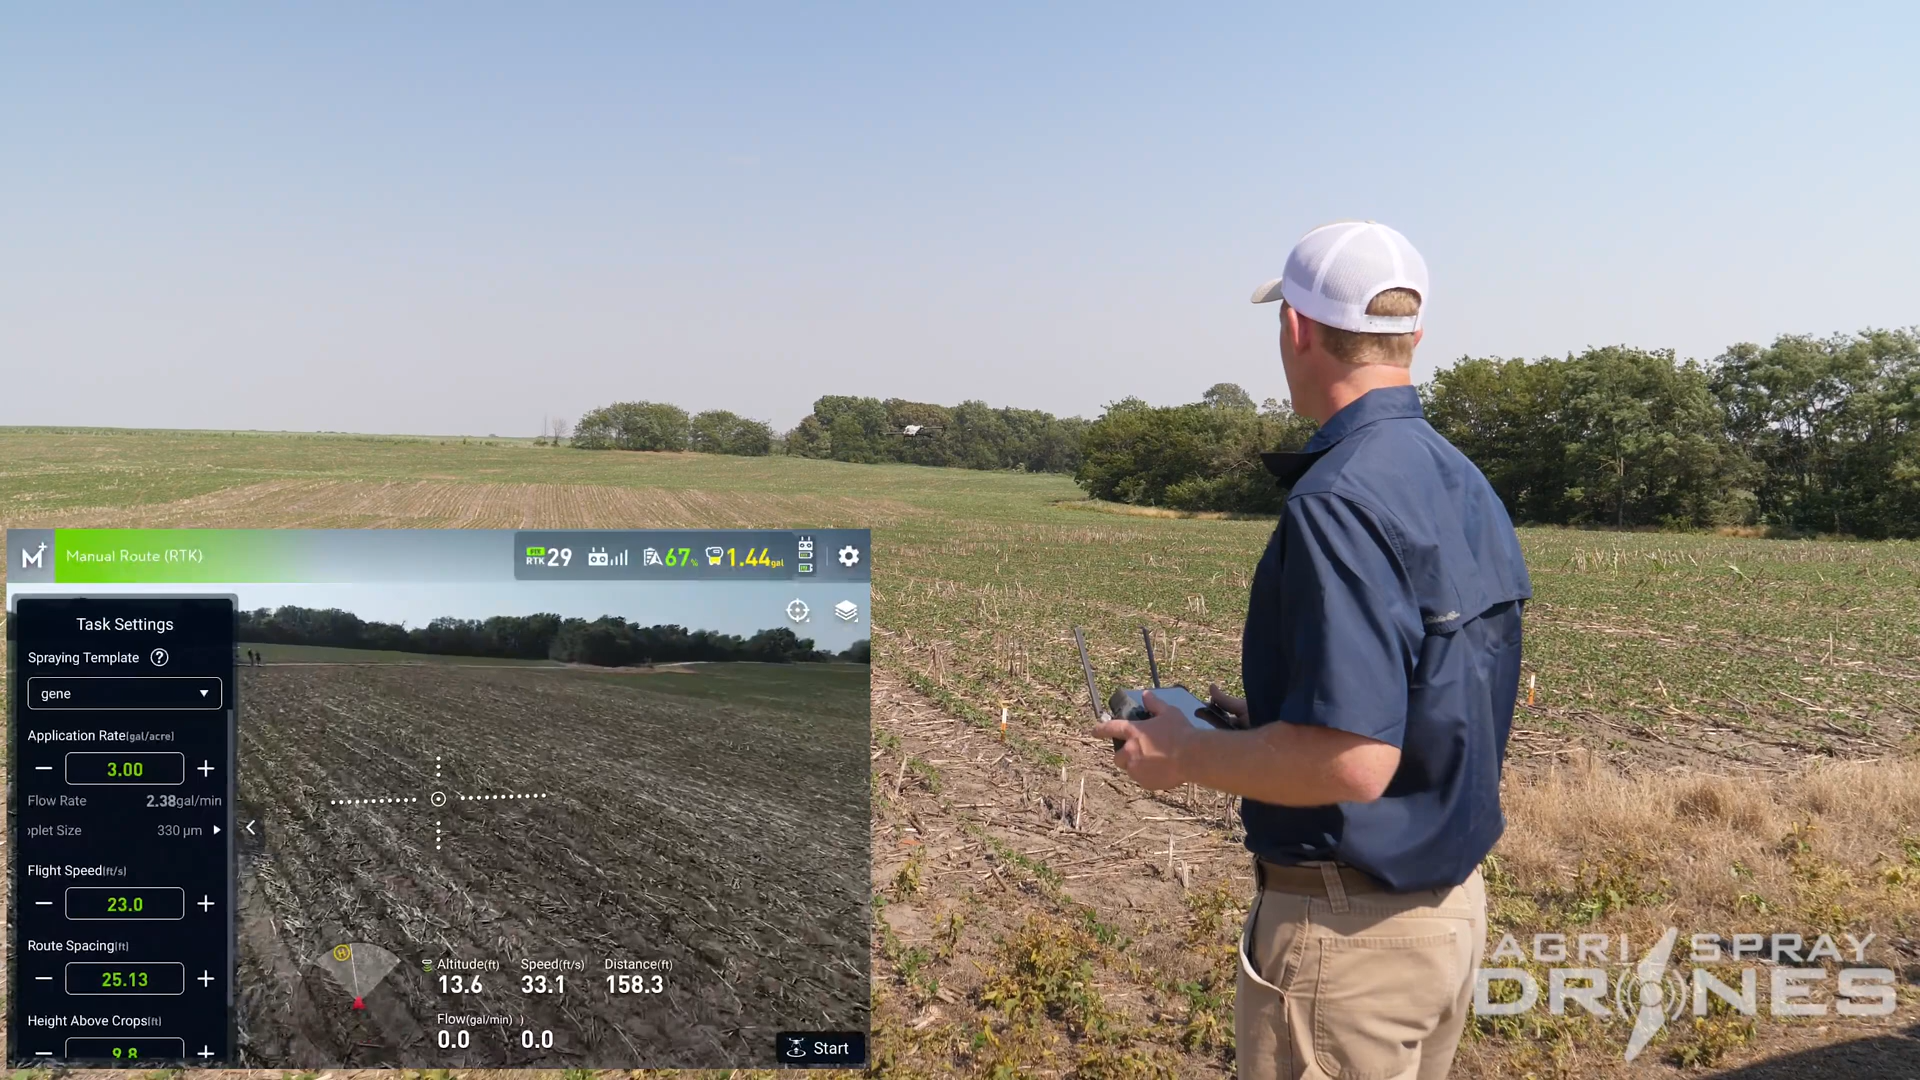 M+ Manual Route (RTK)
RTK 29
67%
1.44gal
Task Settings
Spraying Template ?
gene
Application Rate(gal/acre)
3.00
Flow Rate 2.38gal/min
plet Size 330 µm
Flight Speed(ft/s)
23.0
Route Spacing(ft)
25.13
Height Above Crops(ft)
9.8
H
Altitude(ft) Speed(ft/s) Distance(ft)
13.6 33.1 158.3
Flow(gal/min) )
0.0 0.0
Start
AGRI SPRAY
DRONES